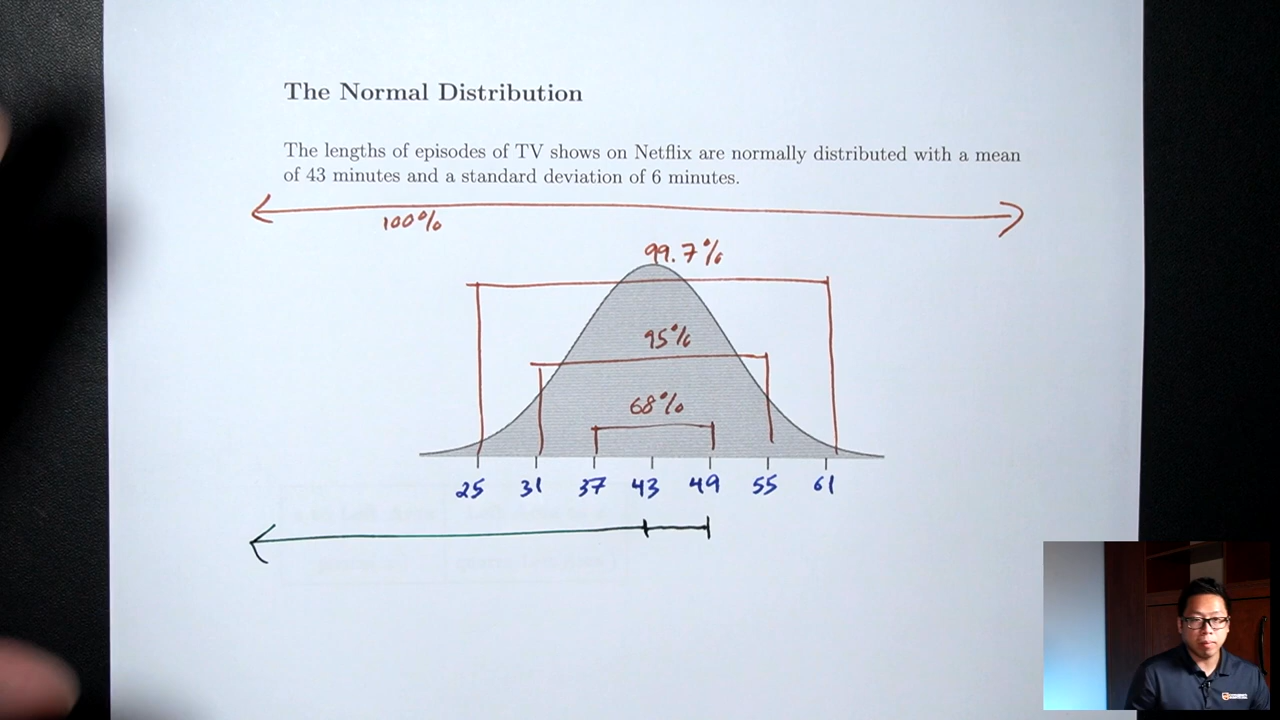 The Normal Distribution
The lengths of episodes of TV shows on Netflix are normally distributed with a mean
of 43 minutes and a standard deviation of 6 minutes.
100%
99.7%
95%
68%
25 31 37 43 49 55 61